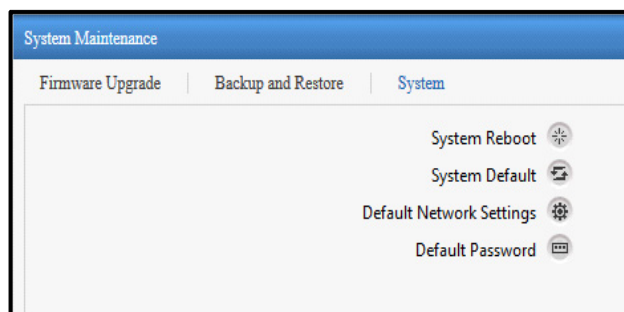 System Maintenance
Firmware Upgrade Backup and Restore System
System Reboot
System Default
Default Network Settings
Default Password